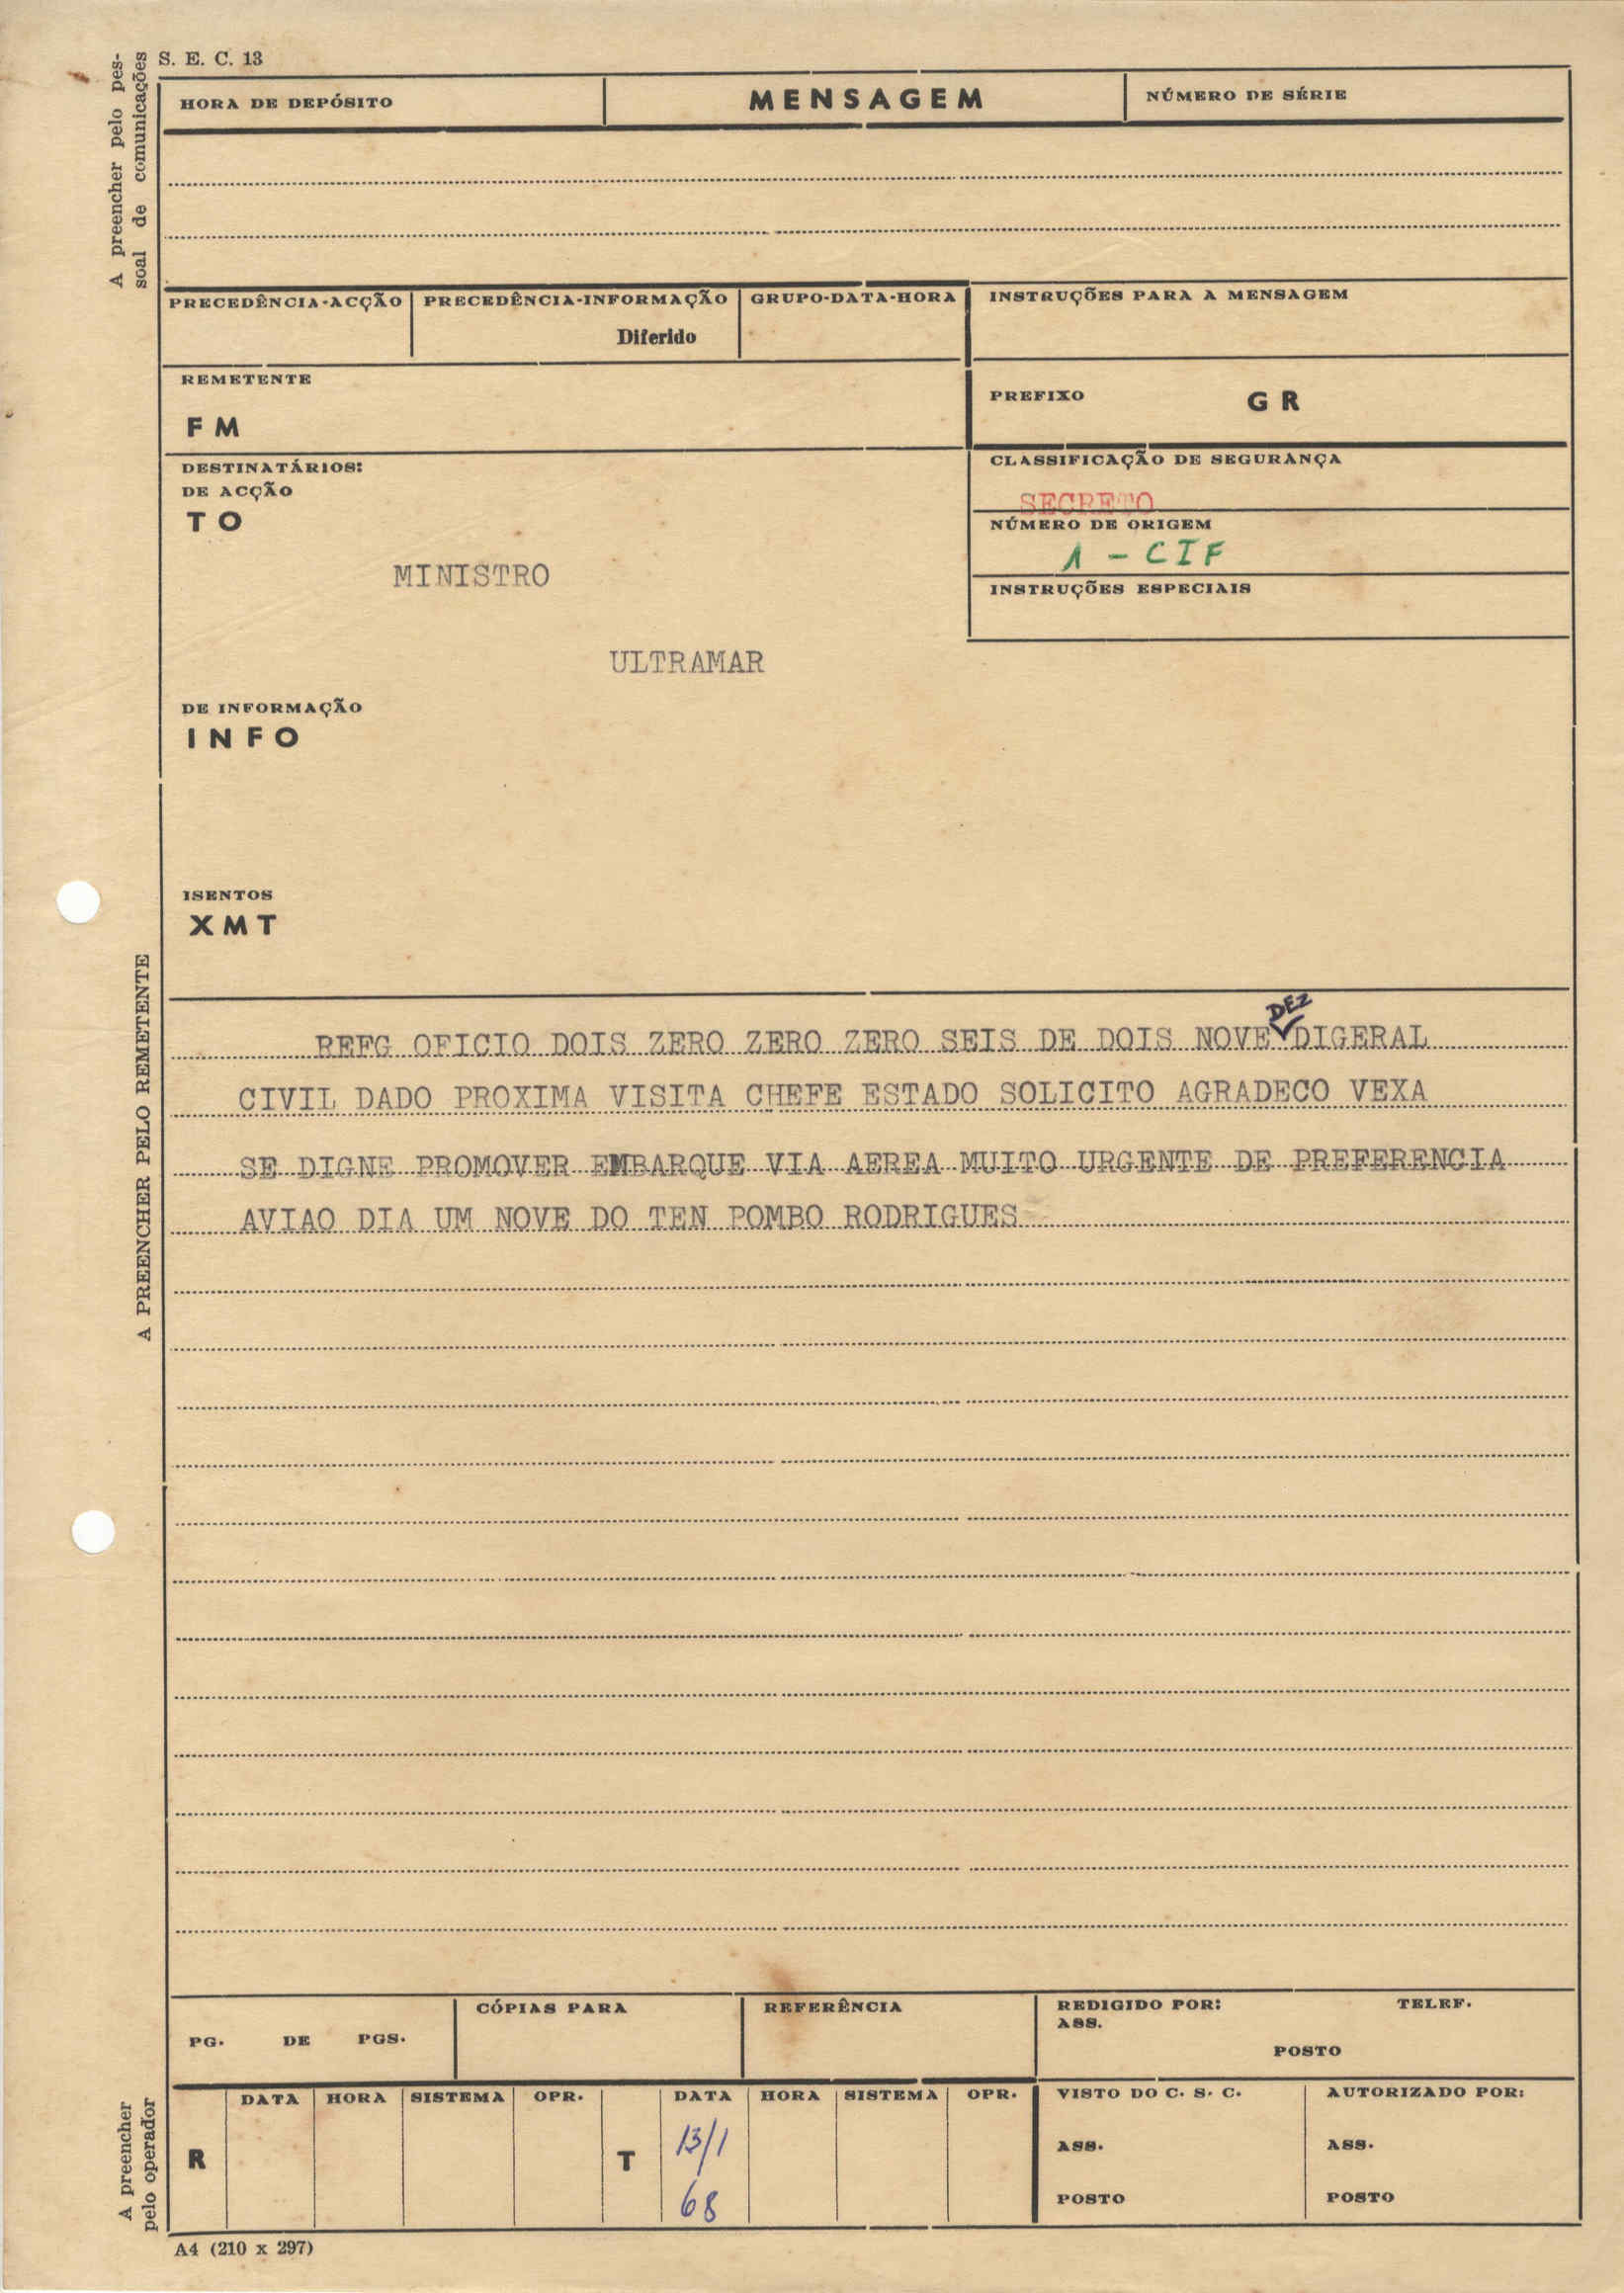 S. E. C. 13
A preencher pelo pes-
soal de comunicações
HORA DE DEPÓSITO
MENSAGEM
NÚMERO DE SÉRIE
PRECEDÊNCIA-ACÇÃO
PRECEDÊNCIA-INFORMAÇÃO
Diferido
GRUPO-DATA-HORA
INSTRUÇÕES PARA A MENSAGEM
REMETENTE
FM
PREFIXO
GR
DESTINATÁRIOS:
DE ACÇÃO
TO
CLASSIFICAÇÃO DE SEGURANÇA
SECRETO
NÚMERO DE ORIGEM
1 - CIF
INSTRUÇÕES ESPECIAIS
MINISTRO
ULTRAMAR
DE INFORMAÇÃO
INFO
ISENTOS
XMT
A PREENCHER PELO REMETENTE
DEZ
REFG OFICIO DOIS ZERO ZERO ZERO SEIS DE DOIS NOVE DIGERAL
CIVIL DADO PROXIMA VISITA CHEFE ESTADO SOLICITO AGRADECO VEXA
SE DIGNE PROMOVER EMBARQUE VIA AEREA MUITO URGENTE DE PREFERENCIA
AVIAO DIA UM NOVE DO TEN POMBO RODRIGUES
PG. DE PGS.
CÓPIAS PARA
REFERÊNCIA
REDIGIDO POR: TELEF.
ASS.
POSTO
A preencher
pelo operador
DATA HORA SISTEMA OPR. DATA HORA SISTEMA OPR.
VISTO DO C. S. C.
AUTORIZADO POR:
R
T
13/1
68
ASS.
ASS.
POSTO
POSTO
A4 (210 x 297)